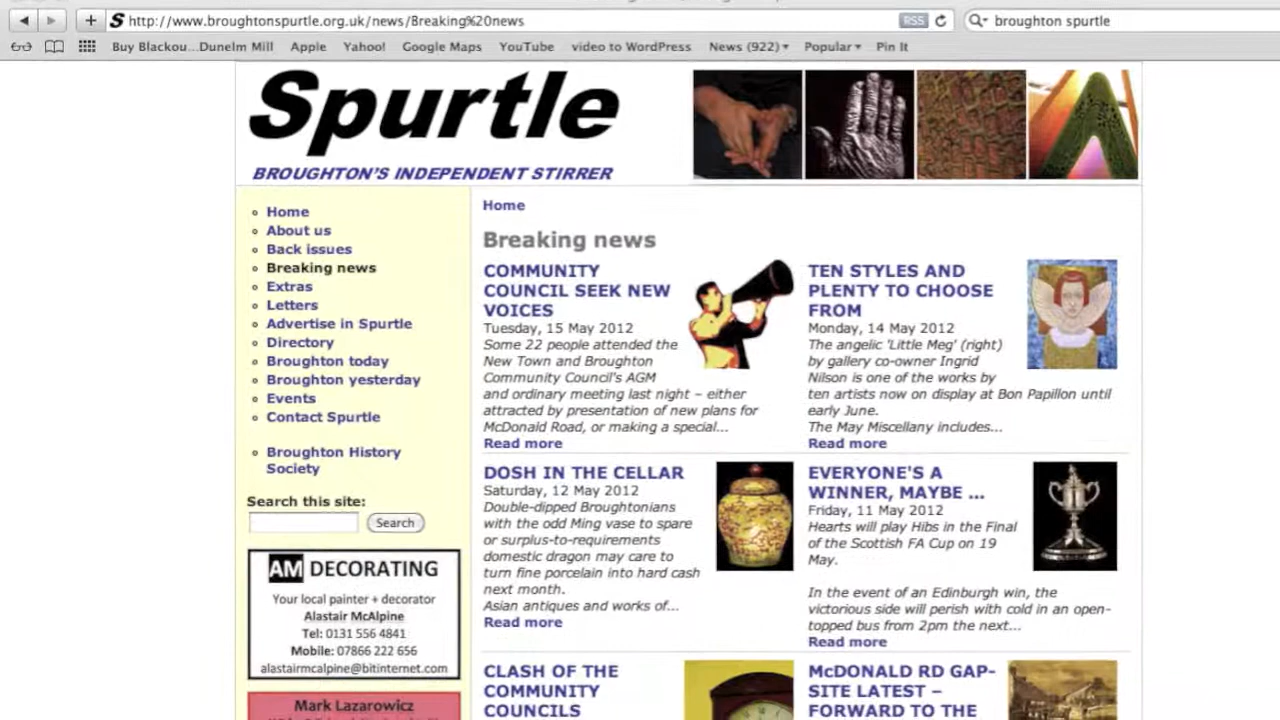 http://www.broughtonspurtle.org.uk/news/Breaking%20news
RSS
broughton spurtle
Buy Blackou...Dunelm Mill
Apple
Yahoo!
Google Maps
YouTube
video to WordPress
News (922)
Popular
Pin It
Spurtle
BROUGHTON'S INDEPENDENT STIRRER
Home
About us
Back issues
Breaking news
Extras
Letters
Advertise in Spurtle
Directory
Broughton today
Broughton yesterday
Events
Contact Spurtle
Broughton History
Society
Search this site:
Search
AM DECORATING
Your local painter + decorator
Alastair McAlpine
Tel: 0131 556 4841
Mobile: 07866 222 656
alastairmcalpine@bitinternet.com
Mark Lazarowicz
Home
Breaking news
COMMUNITY
COUNCIL SEEK NEW
VOICES
Tuesday, 15 May 2012
Some 22 people attended the
New Town and Broughton
Community Council's AGM
and ordinary meeting last night – either
attracted by presentation of new plans for
McDonald Road, or making a special...
Read more
TEN STYLES AND
PLENTY TO CHOOSE
FROM
Monday, 14 May 2012
The angelic 'Little Meg' (right)
by gallery co-owner Ingrid
Nilson is one of the works by
ten artists now on display at Bon Papillon until
early June.
The May Miscellany includes...
Read more
DOSH IN THE CELLAR
Saturday, 12 May 2012
Double-dipped Broughtonians
with the odd Ming vase to spare
or surplus-to-requirements
domestic dragon may care to
turn fine porcelain into hard cash
next month.
Asian antiques and works of...
Read more
EVERYONE'S A
WINNER, MAYBE ...
Friday, 11 May 2012
Hearts will play Hibs in the Final
of the Scottish FA Cup on 19
May.
In the event of an Edinburgh win, the
victorious side will perish with cold in an open-
topped bus from 2pm the next...
Read more
CLASH OF THE
COMMUNITY
COUNCILS
McDONALD RD GAP-
SITE LATEST –
FORWARD TO THE